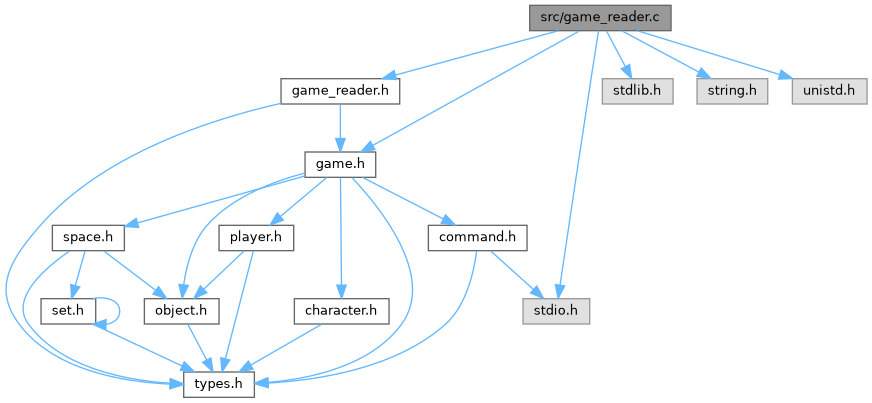 src/game_reader.c
game_reader.h
stdlib.h
string.h
unistd.h
game.h
space.h
player.h
command.h
set.h
object.h
character.h
stdio.h
types.h